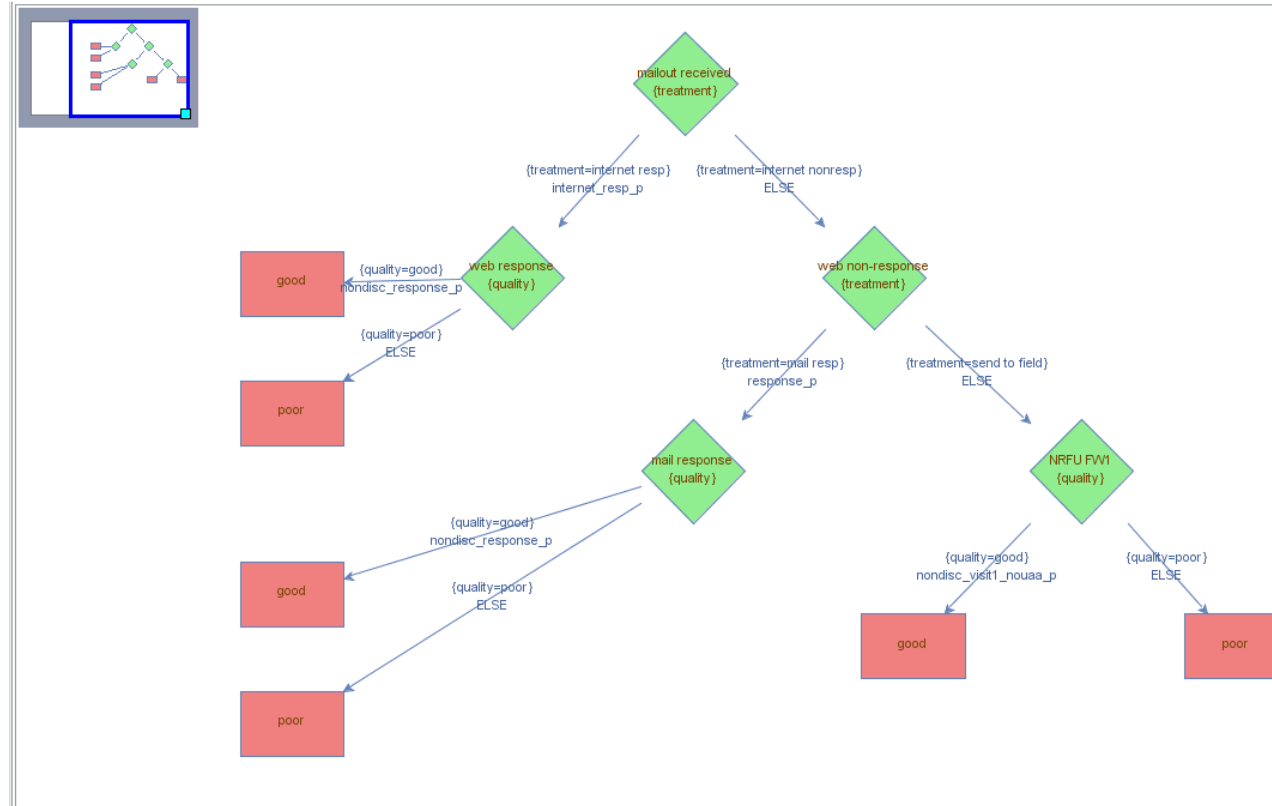 mailout received
{treatment}
{treatment=internet resp}
internet_resp_p
{treatment=internet nonresp}
ELSE
web response
{quality}
web non-response
{treatment}
{quality=good}
nondisc_response_p
good
{quality=poor}
ELSE
poor
{treatment=mail resp}
response_p
{treatment=send to field}
ELSE
mail response
{quality}
NRFU FW1
{quality}
{quality=good}
nondisc_response_p
good
{quality=poor}
ELSE
poor
{quality=good}
nondisc_visit1_nouaa_p
good
{quality=poor}
ELSE
poor